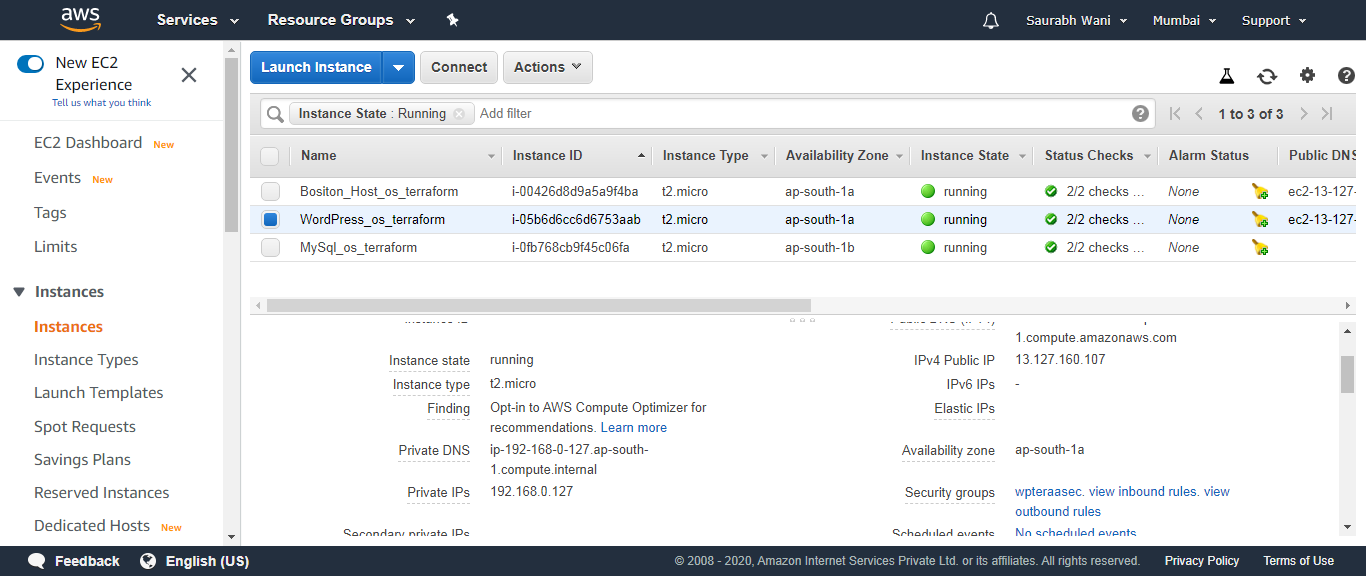 aws Services Resource Groups Saurabh Wani Mumbai Support
New EC2
Experience
Tell us what you think
EC2 Dashboard New
Events New
Tags
Limits
Instances
Instances
Instance Types
Launch Templates
Spot Requests
Savings Plans
Reserved Instances
Dedicated Hosts New
Launch Instance Connect Actions
Instance State : Running Add filter 1 to 3 of 3
Name Instance ID Instance Type Availability Zone Instance State Status Checks Alarm Status Public DNS
Bositon_Host_os_terraform i-00426d8d9a5a9f4ba t2.micro ap-south-1a running 2/2 checks ... None ec2-13-127-
WordPress_os_terraform i-05b6d6cc6d6753aab t2.micro ap-south-1a running 2/2 checks ... None ec2-13-127-
MySql_os_terraform i-0fb768cb9f45c06fa t2.micro ap-south-1b running 2/2 checks ... None
1.compute.amazonaws.com
Instance state running IPv4 Public IP 13.127.160.107
Instance type t2.micro IPv6 IPs -
Finding Opt-in to AWS Compute Optimizer for Elastic IPs
recommendations. Learn more
Private DNS ip-192-168-0-127.ap-south- Availability zone ap-south-1a
1.compute.internal
Private IPs 192.168.0.127 Security groups wpteraasec. view inbound rules. view
outbound rules
Secondary private IPs Scheduled events No scheduled events
Feedback English (US) © 2008 - 2020, Amazon Internet Services Private Ltd. or its affiliates. All rights reserved. Privacy Policy Terms of Use